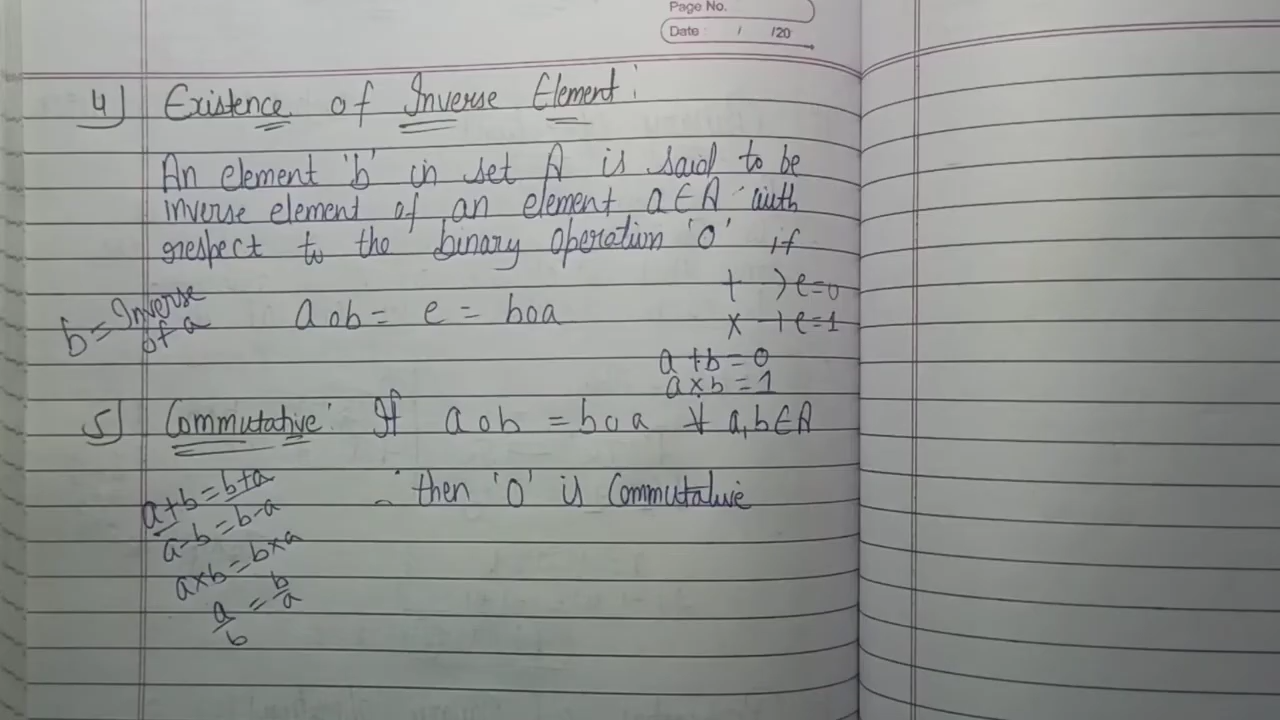 Page No.
Date : / /20
4] Existence of Inverse Element:
An element 'b' in set A is said to be
inverse element of an element a∈A with
respect to the binary operation 'o' if
+ → e=0
b = Inverse of a
a o b = e = b o a
× → e=1
a+b=0
a×b=1
5] Commutative: If a o b = b o a ∀ a,b∈A
a+b=b+a
then 'o' is Commutative
a-b=b-a
a×b=b×a
a/b = b/a